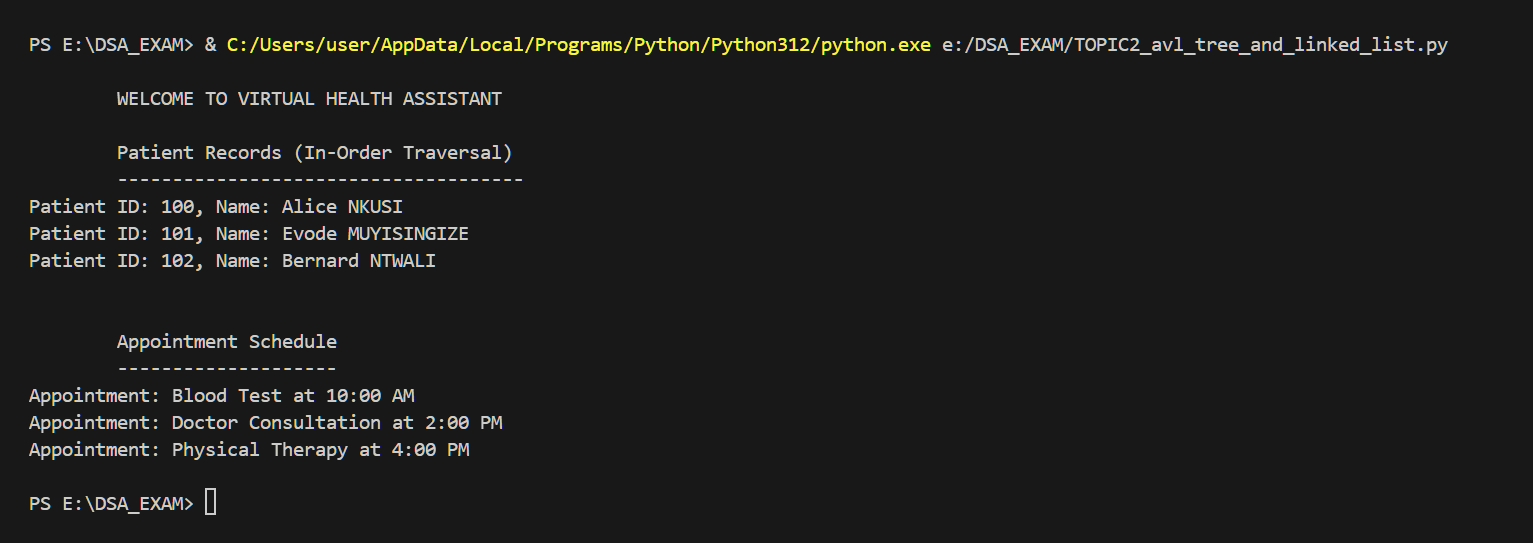 PS E:\DSA_EXAM> & C:/Users/user/AppData/Local/Programs/Python/Python312/python.exe e:/DSA_EXAM/TOPIC2_avl_tree_and_linked_list.py
WELCOME TO VIRTUAL HEALTH ASSISTANT
Patient Records (In-Order Traversal)
-------------------------------------
Patient ID: 100, Name: Alice NKUSI
Patient ID: 101, Name: Evode MUYISINGIZE
Patient ID: 102, Name: Bernard NTWALI
Appointment Schedule
--------------------
Appointment: Blood Test at 10:00 AM
Appointment: Doctor Consultation at 2:00 PM
Appointment: Physical Therapy at 4:00 PM
PS E:\DSA_EXAM>